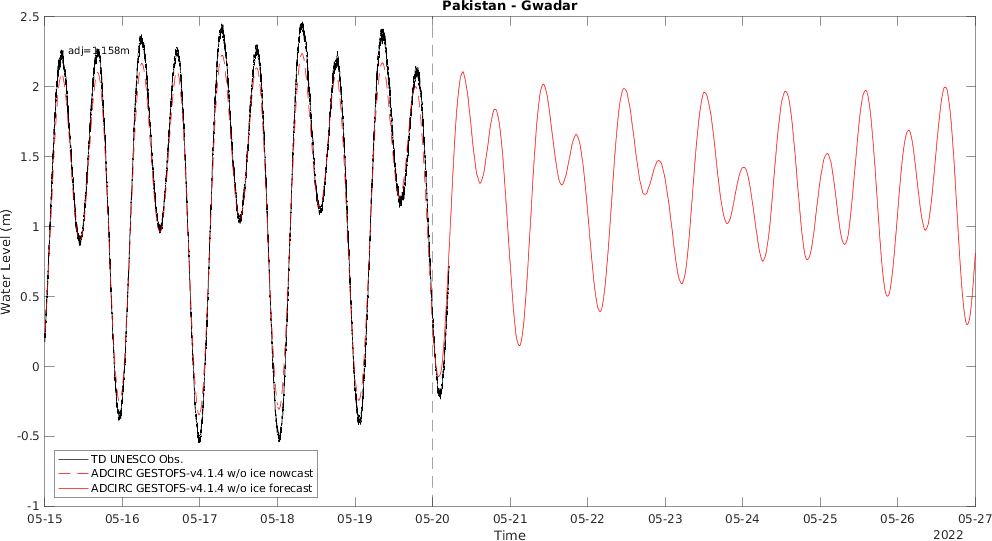 Pakistan - Gwadar
adj=1.158m
Water Level (m)
2.5
2
1.5
1
0.5
0
-0.5
-1
TD UNESCO Obs.
ADCIRC GESTOFS-v4.1.4 w/o ice nowcast
ADCIRC GESTOFS-v4.1.4 w/o ice forecast
05-15 05-16 05-17 05-18 05-19 05-20 05-21 05-22 05-23 05-24 05-25 05-26 05-27
Time
2022